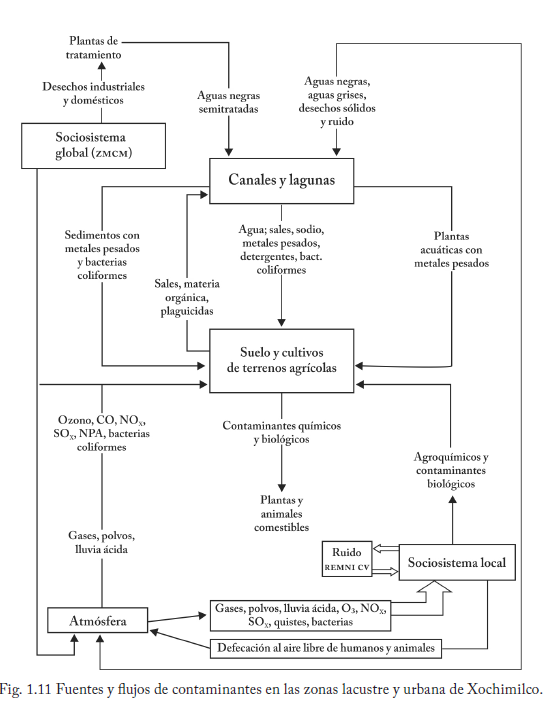 Plantas de
tratamiento
Desechos industriales
y domésticos
Sociosistema
global (ZMCM)
Aguas negras
semitratadas
Aguas negras,
aguas grises,
desechos sólidos
y ruido
Canales y lagunas
Sedimentos con
metales pesados
y bacterias
coliformes
Sales, materia
orgánica,
plaguicidas
Agua; sales, sodio,
metales pesados,
detergentes, bact.
coliformes
Plantas
acuáticas con
metales pesados
Suelo y cultivos
de terrenos agrícolas
Ozono, CO, NOₓ,
SOₓ, NPA, bacterias
coliformes
Contaminantes químicos
y biológicos
Agroquímicos y
contaminantes
biológicos
Plantas y
animales
comestibles
Gases, polvos,
lluvia ácida
Ruido
REMNI CV
Sociosistema local
Atmósfera
Gases, polvos, lluvia ácida, O₃, NOₓ,
SOₓ, quistes, bacterias
Defecación al aire libre de humanos y animales
Fig. 1.11 Fuentes y flujos de contaminantes en las zonas lacustre y urbana de Xochimilco.